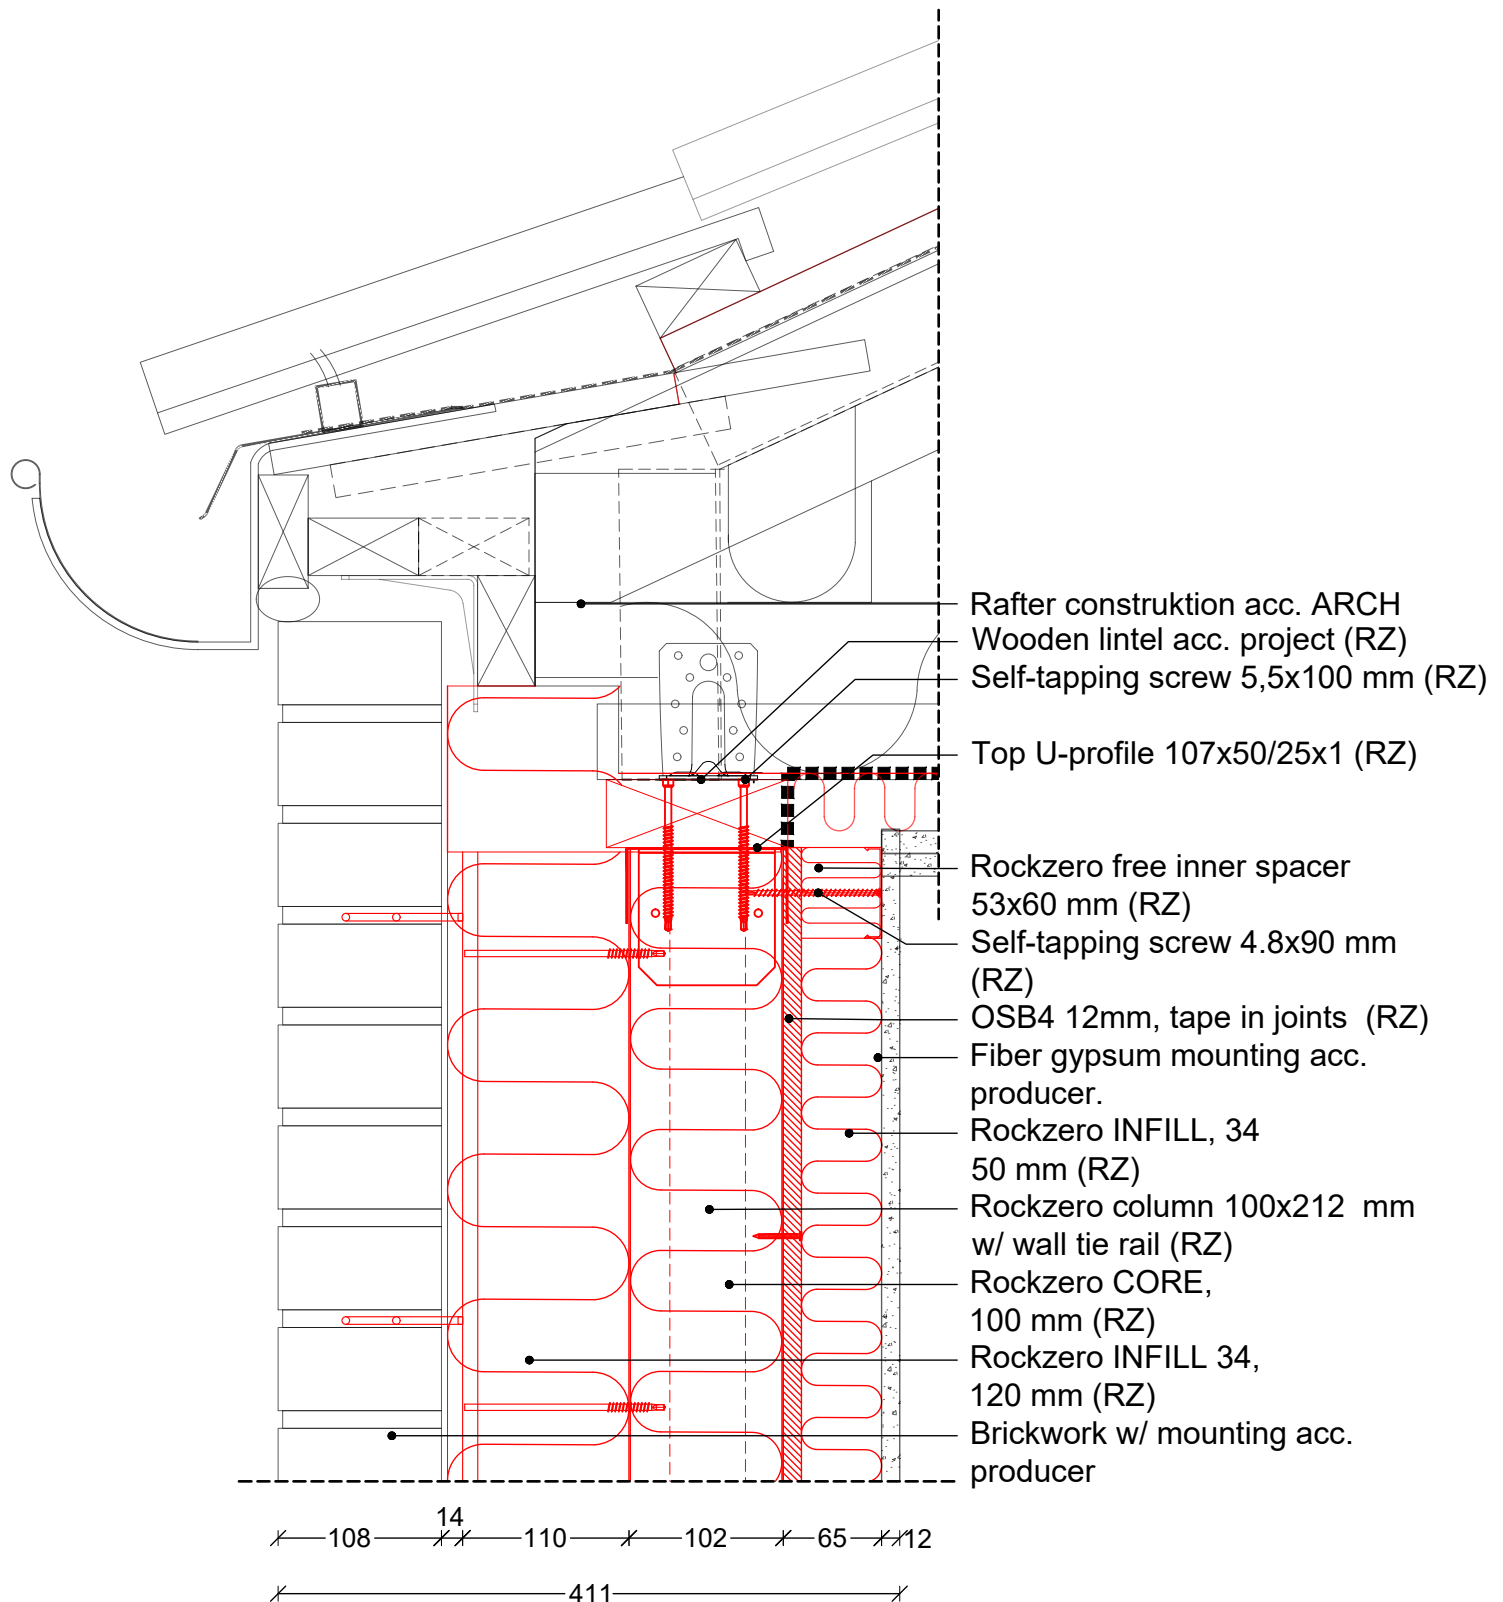 Rafter construktion acc. ARCH
Wooden lintel acc. project (RZ)
Self-tapping screw 5,5x100 mm (RZ)
Top U-profile 107x50/25x1 (RZ)
Rockzero free inner spacer
53x60 mm (RZ)
Self-tapping screw 4.8x90 mm
(RZ)
OSB4 12mm, tape in joints (RZ)
Fiber gypsum mounting acc.
producer.
Rockzero INFILL, 34
50 mm (RZ)
Rockzero column 100x212 mm
w/ wall tie rail (RZ)
Rockzero CORE,
100 mm (RZ)
Rockzero INFILL 34,
120 mm (RZ)
Brickwork w/ mounting acc.
producer
108 14 110 102 65 12
411